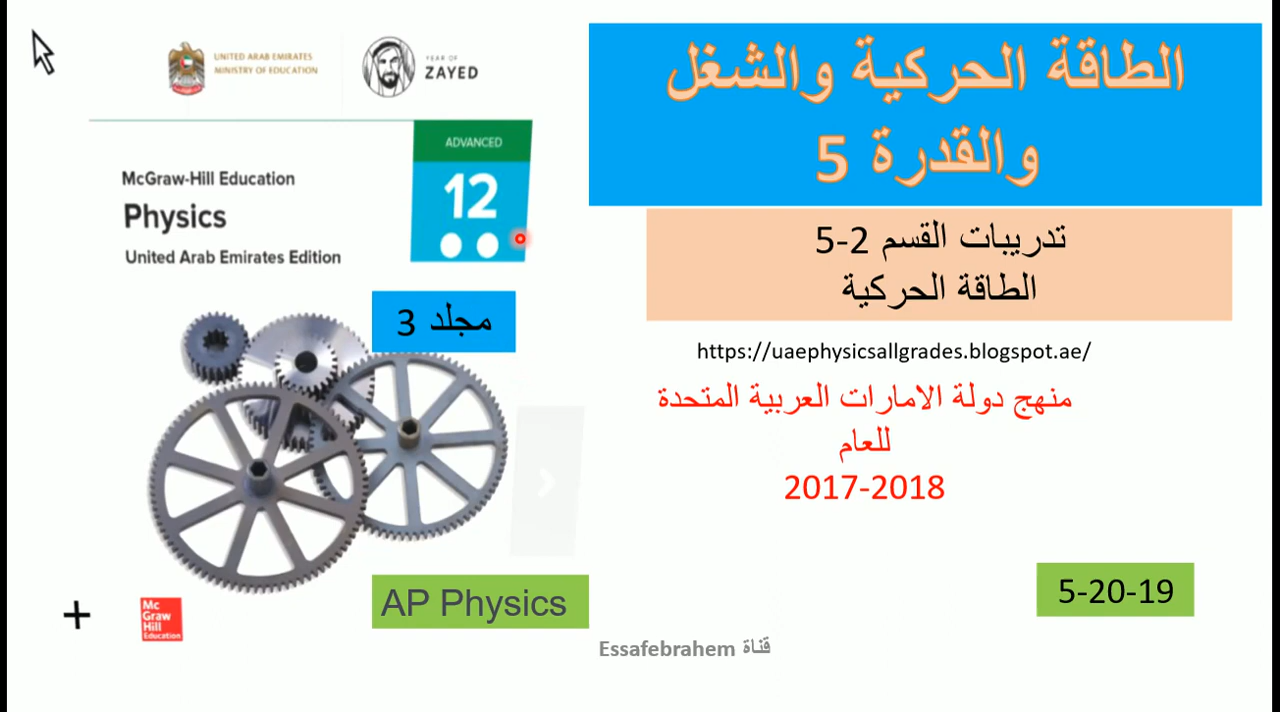 UNITED ARAB EMIRATES
MINISTRY OF EDUCATION
YEAR OF
ZAYED
ADVANCED
12
McGraw-Hill Education
Physics
United Arab Emirates Edition
مجلد 3
AP Physics
Mc
Graw
Hill
Education
الطاقة الحركية والشغل
والقدرة 5
تدريبات القسم 2-5
الطاقة الحركية
https://uaephysicsallgrades.blogspot.ae/
منهج دولة الامارات العربية المتحدة
للعام
2017-2018
5-20-19
قناة Essafebrahem